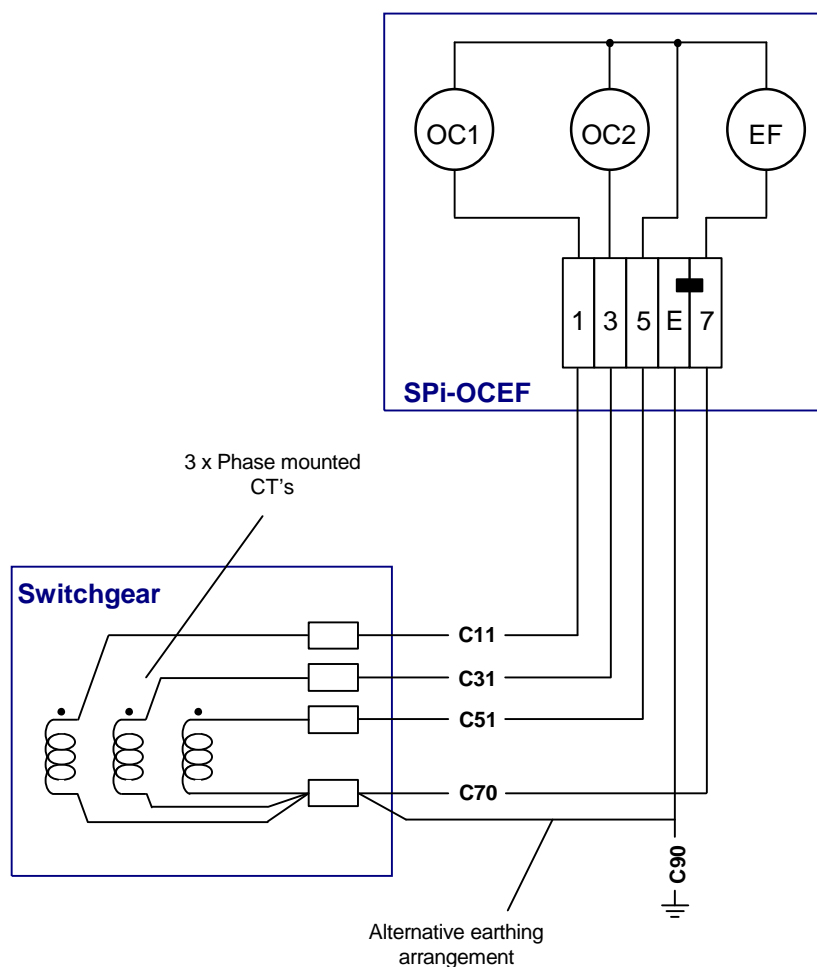 OC1
OC2
EF
1
3
5
E
7
SPi-OCEF
3 x Phase mounted
CT's
Switchgear
C11
C31
C51
C70
C90
Alternative earthing
arrangement